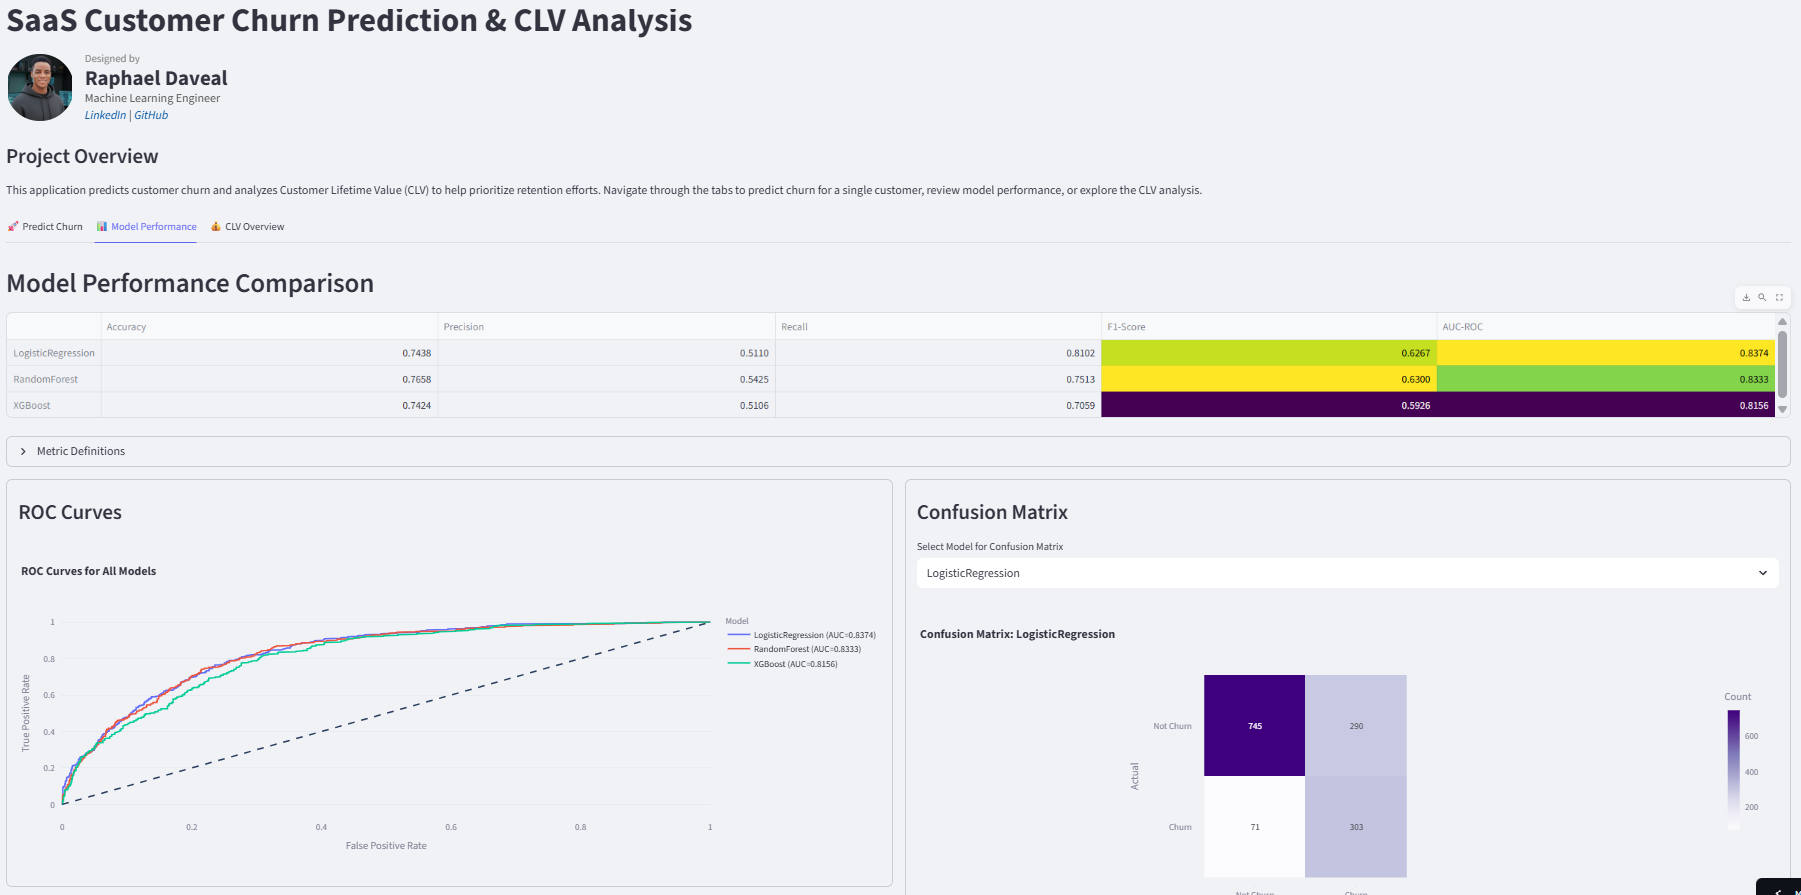 SaaS Customer Churn Prediction & CLV Analysis
Designed by
Raphael Daveal
Machine Learning Engineer
LinkedIn | GitHub
Project Overview
This application predicts customer churn and analyzes Customer Lifetime Value (CLV) to help prioritize retention efforts. Navigate through the tabs to predict churn for a single customer, review model performance, or explore the CLV analysis.
Predict Churn Model Performance CLV Overview
Model Performance Comparison
Accuracy Precision Recall F1-Score AUC-ROC
LogisticRegression 0.7438 0.5110 0.8102 0.6267 0.8374
RandomForest 0.7658 0.5425 0.7513 0.6300 0.8333
XGBoost 0.7424 0.5106 0.7059 0.5926 0.8156
Metric Definitions
ROC Curves
ROC Curves for All Models
Model
LogisticRegression (AUC=0.8374)
RandomForest (AUC=0.8333)
XGBoost (AUC=0.8156)
True Positive Rate
1
0.8
0.6
0.4
0.2
0
0 0.2 0.4 0.6 0.8 1
False Positive Rate
Confusion Matrix
Select Model for Confusion Matrix
LogisticRegression
Confusion Matrix: LogisticRegression
Actual
Not Churn 745 290
Churn 71 303
Not Churn Churn
Count
600
400
200